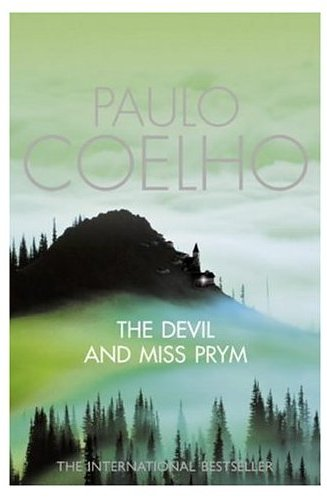 PAULO
COELHO
THE DEVIL
AND MISS PRYM
THE INTERNATIONAL BESTSELLER